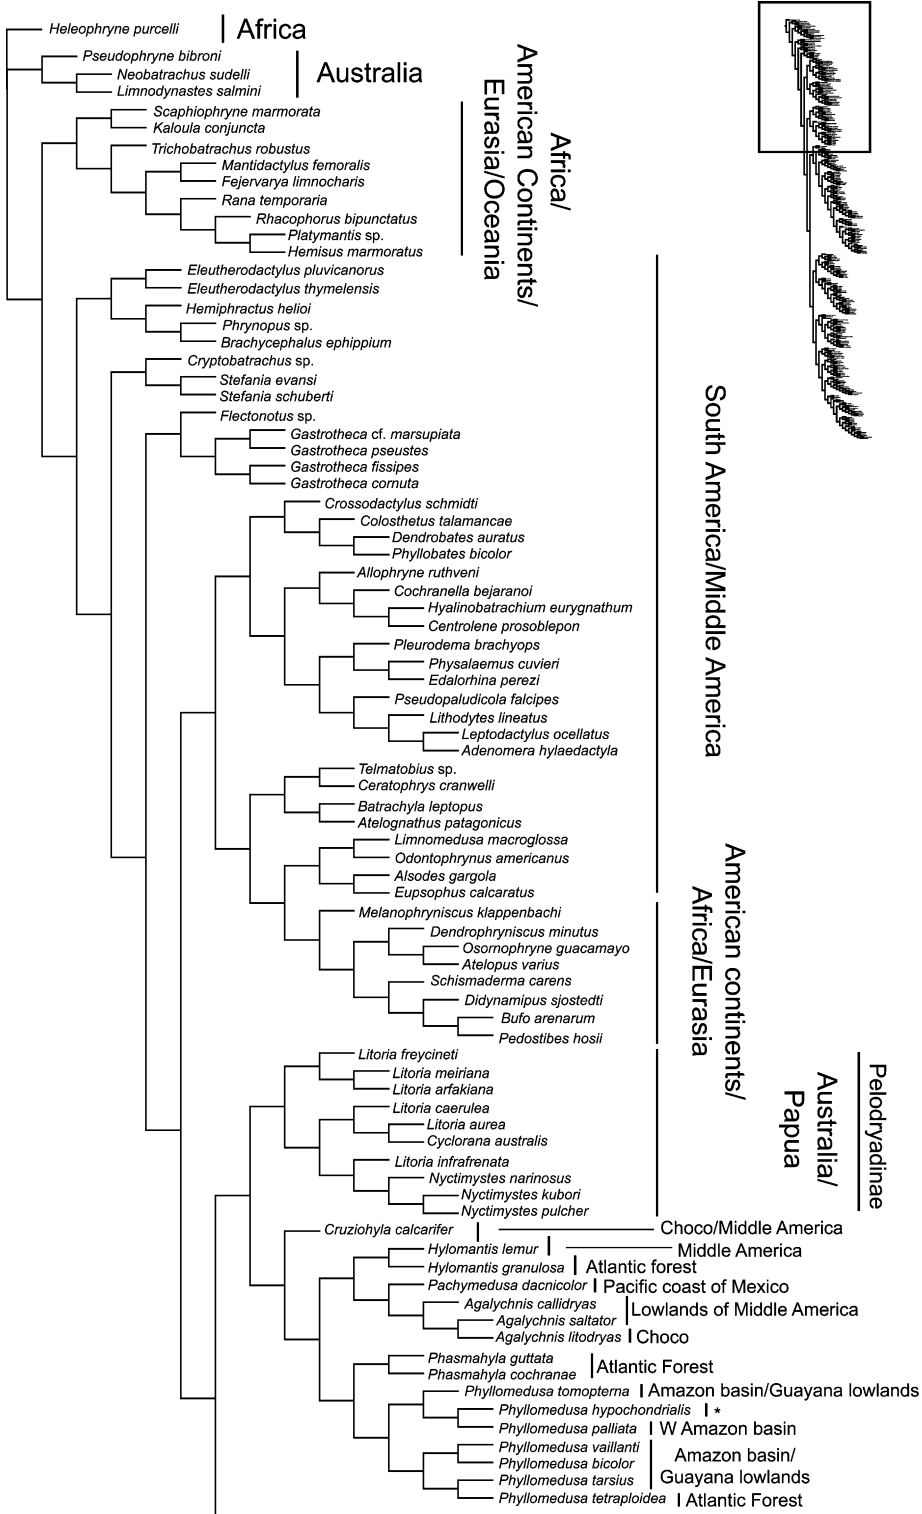 Heleophryne purcelli
Africa
Pseudophryne bibroni
Neobatrachus sudelli
Limnodynastes salmini
Australia
Scaphiophryne marmorata
Kaloula conjuncta
Trichobatrachus robustus
Mantidactylus femoralis
Fejervarya limnocharis
Rana temporaria
Rhacophorus bipunctatus
Platymantis sp.
Hemisus marmoratus
Africa/
American Continents/
Eurasia/Oceania
Eleutherodactylus pluvicanorus
Eleutherodactylus thymelensis
Hemiphractus helioi
Phrynopus sp.
Brachycephalus ephippium
Cryptobatrachus sp.
Stefania evansi
Stefania schuberti
Flectonotus sp.
Gastrotheca cf. marsupiata
Gastrotheca pseustes
Gastrotheca fissipes
Gastrotheca cornuta
Crossodactylus schmidti
Colosthetus talamancae
Dendrobates auratus
Phyllobates bicolor
Allophryne ruthveni
Cochranella bejaranoi
Hyalinobatrachium eurygnathum
Centrolene prosoblepon
Pleurodema brachyops
Physalaemus cuvieri
Edalorhina perezi
Pseudopaludicola falcipes
Lithodytes lineatus
Leptodactylus ocellatus
Adenomera hylaedactyla
Telmatobius sp.
Ceratophrys cranwelli
Batrachyla leptopus
Atelognathus patagonicus
Limnomedusa macroglossa
Odontophrynus americanus
Alsodes gargola
Eupsophus calcaratus
South America/Middle America
Melanophryniscus klappenbachi
Dendrophryniscus minutus
Osornophryne guacamayo
Atelopus varius
Schismaderma carens
Didynamipus sjostedti
Bufo arenarum
Pedostibes hosii
American continents/
Africa/Eurasia
Litoria freycineti
Litoria meiriana
Litoria arfakiana
Litoria caerulea
Litoria aurea
Cyclorana australis
Litoria infrafrenata
Nyctimystes narinosus
Nyctimystes kubori
Nyctimystes pulcher
Australia/
Papua
Pelodryadinae
Cruziohyla calcarifer
Choco/Middle America
Hylomantis lemur
Middle America
Hylomantis granulosa
Atlantic forest
Pachymedusa dacnicolor
Pacific coast of Mexico
Agalychnis callidryas
Agalychnis saltator
Lowlands of Middle America
Agalychnis litodryas
Choco
Phasmahyla guttata
Phasmahyla cochranae
Atlantic Forest
Phyllomedusa tomopterna
Amazon basin/Guayana lowlands
Phyllomedusa hypochondrialis
*
Phyllomedusa palliata
W Amazon basin
Phyllomedusa vaillanti
Phyllomedusa bicolor
Phyllomedusa tarsius
Amazon basin/
Guayana lowlands
Phyllomedusa tetraploidea
Atlantic Forest